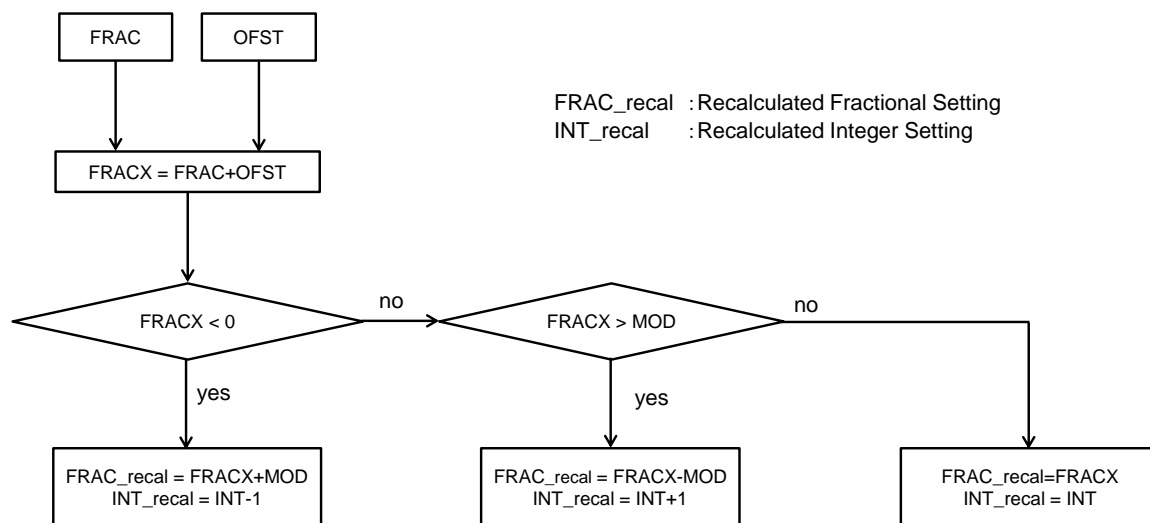 FRAC
OFST
FRAC_recal : Recalculated Fractional Setting
INT_recal : Recalculated Integer Setting
FRACX = FRAC+OFST
FRACX < 0
no
FRACX > MOD
no
yes
yes
FRAC_recal = FRACX+MOD
INT_recal = INT-1
FRAC_recal = FRACX-MOD
INT_recal = INT+1
FRAC_recal=FRACX
INT_recal = INT